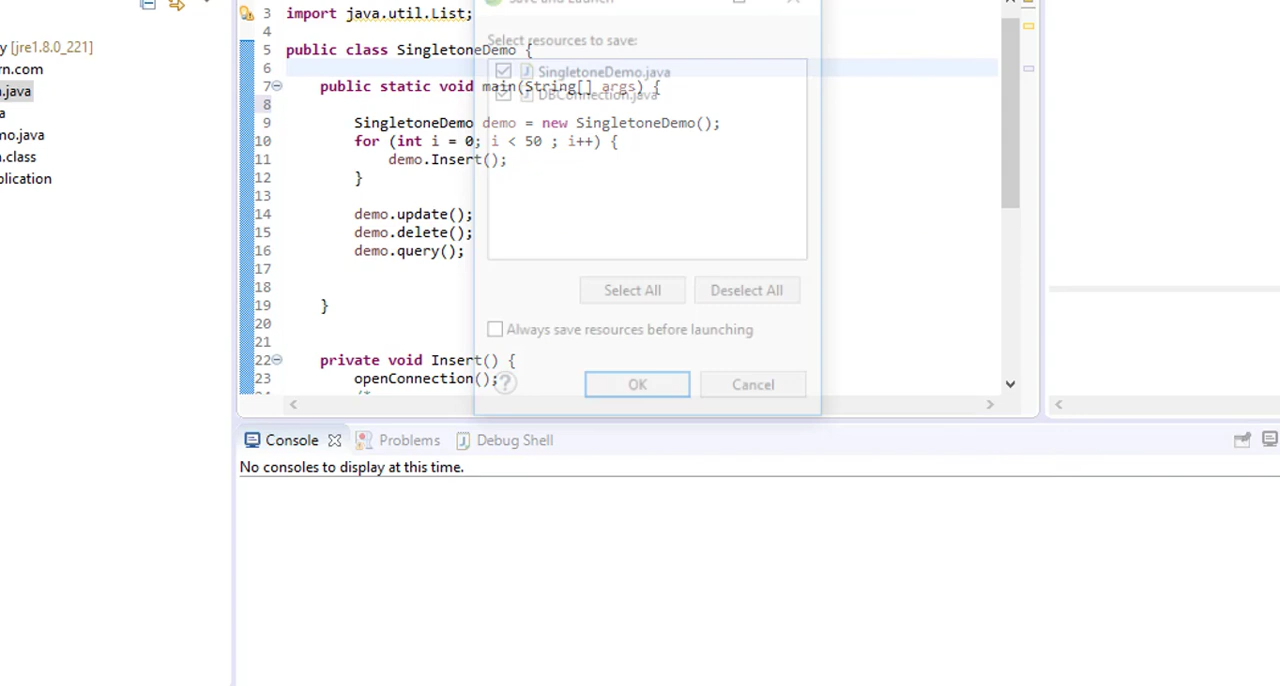 Save and Launch
3 import java.util.List;
4
y [jre1.8.0_221]
5 public class SingletoneDemo {
rn.com
6
n.java
7 public static void main(String[] args) {
a
8
mo.java
9 SingletoneDemo demo = new SingletoneDemo();
n.class
10 for (int i = 0; i < 50 ; i++) {
plication
11 demo.Insert();
12 }
13
14 demo.update();
15 demo.delete();
16 demo.query();
17
18
19 }
20
21
22 private void Insert() {
23 openConnection();
Select resources to save:
SingletoneDemo.java
DBConnection.java
Select All Deselect All
Always save resources before launching
OK Cancel
Console Problems Debug Shell
No consoles to display at this time.